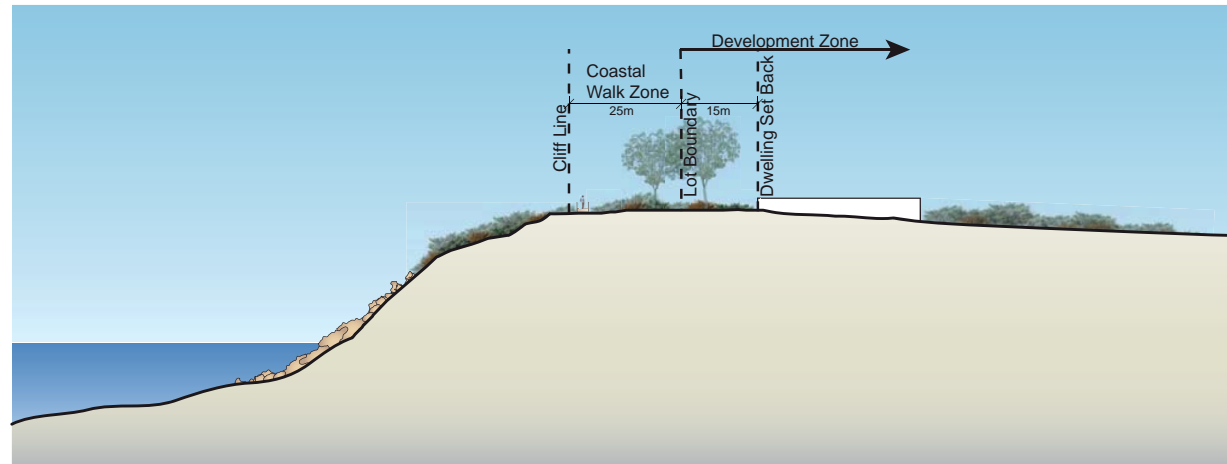 Development Zone
Coastal
Walk Zone
25m
15m
Cliff Line
Lot Boundary
Dwelling Set Back